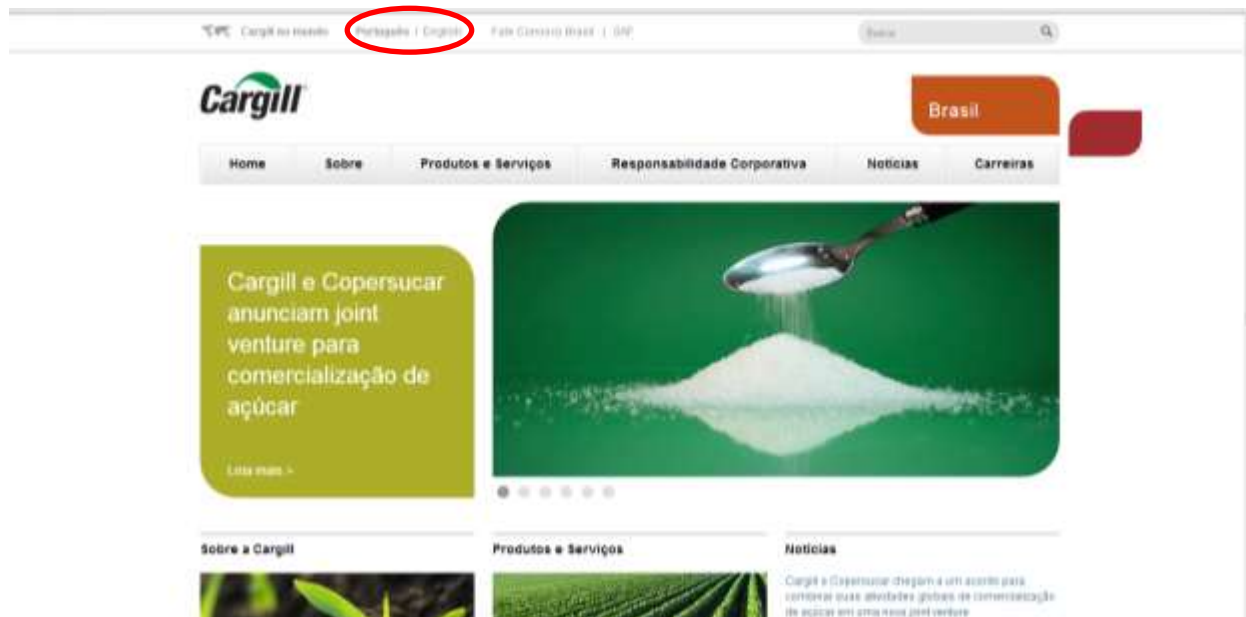 Cargill no mundo Português | English Fale Conosco Brasil | SAP Busca
Cargill
Brasil
Home Sobre Produtos e Serviços Responsabilidade Corporativa Notícias Carreiras
Cargill e Copersucar
anunciam joint
venture para
comercialização de
açúcar
Leia mais >
Sobre a Cargill Produtos e Serviços Notícias
Cargill e Copersucar chegam a um acordo para
combinar suas atividades globais de comercialização
de açúcar em uma nova joint venture